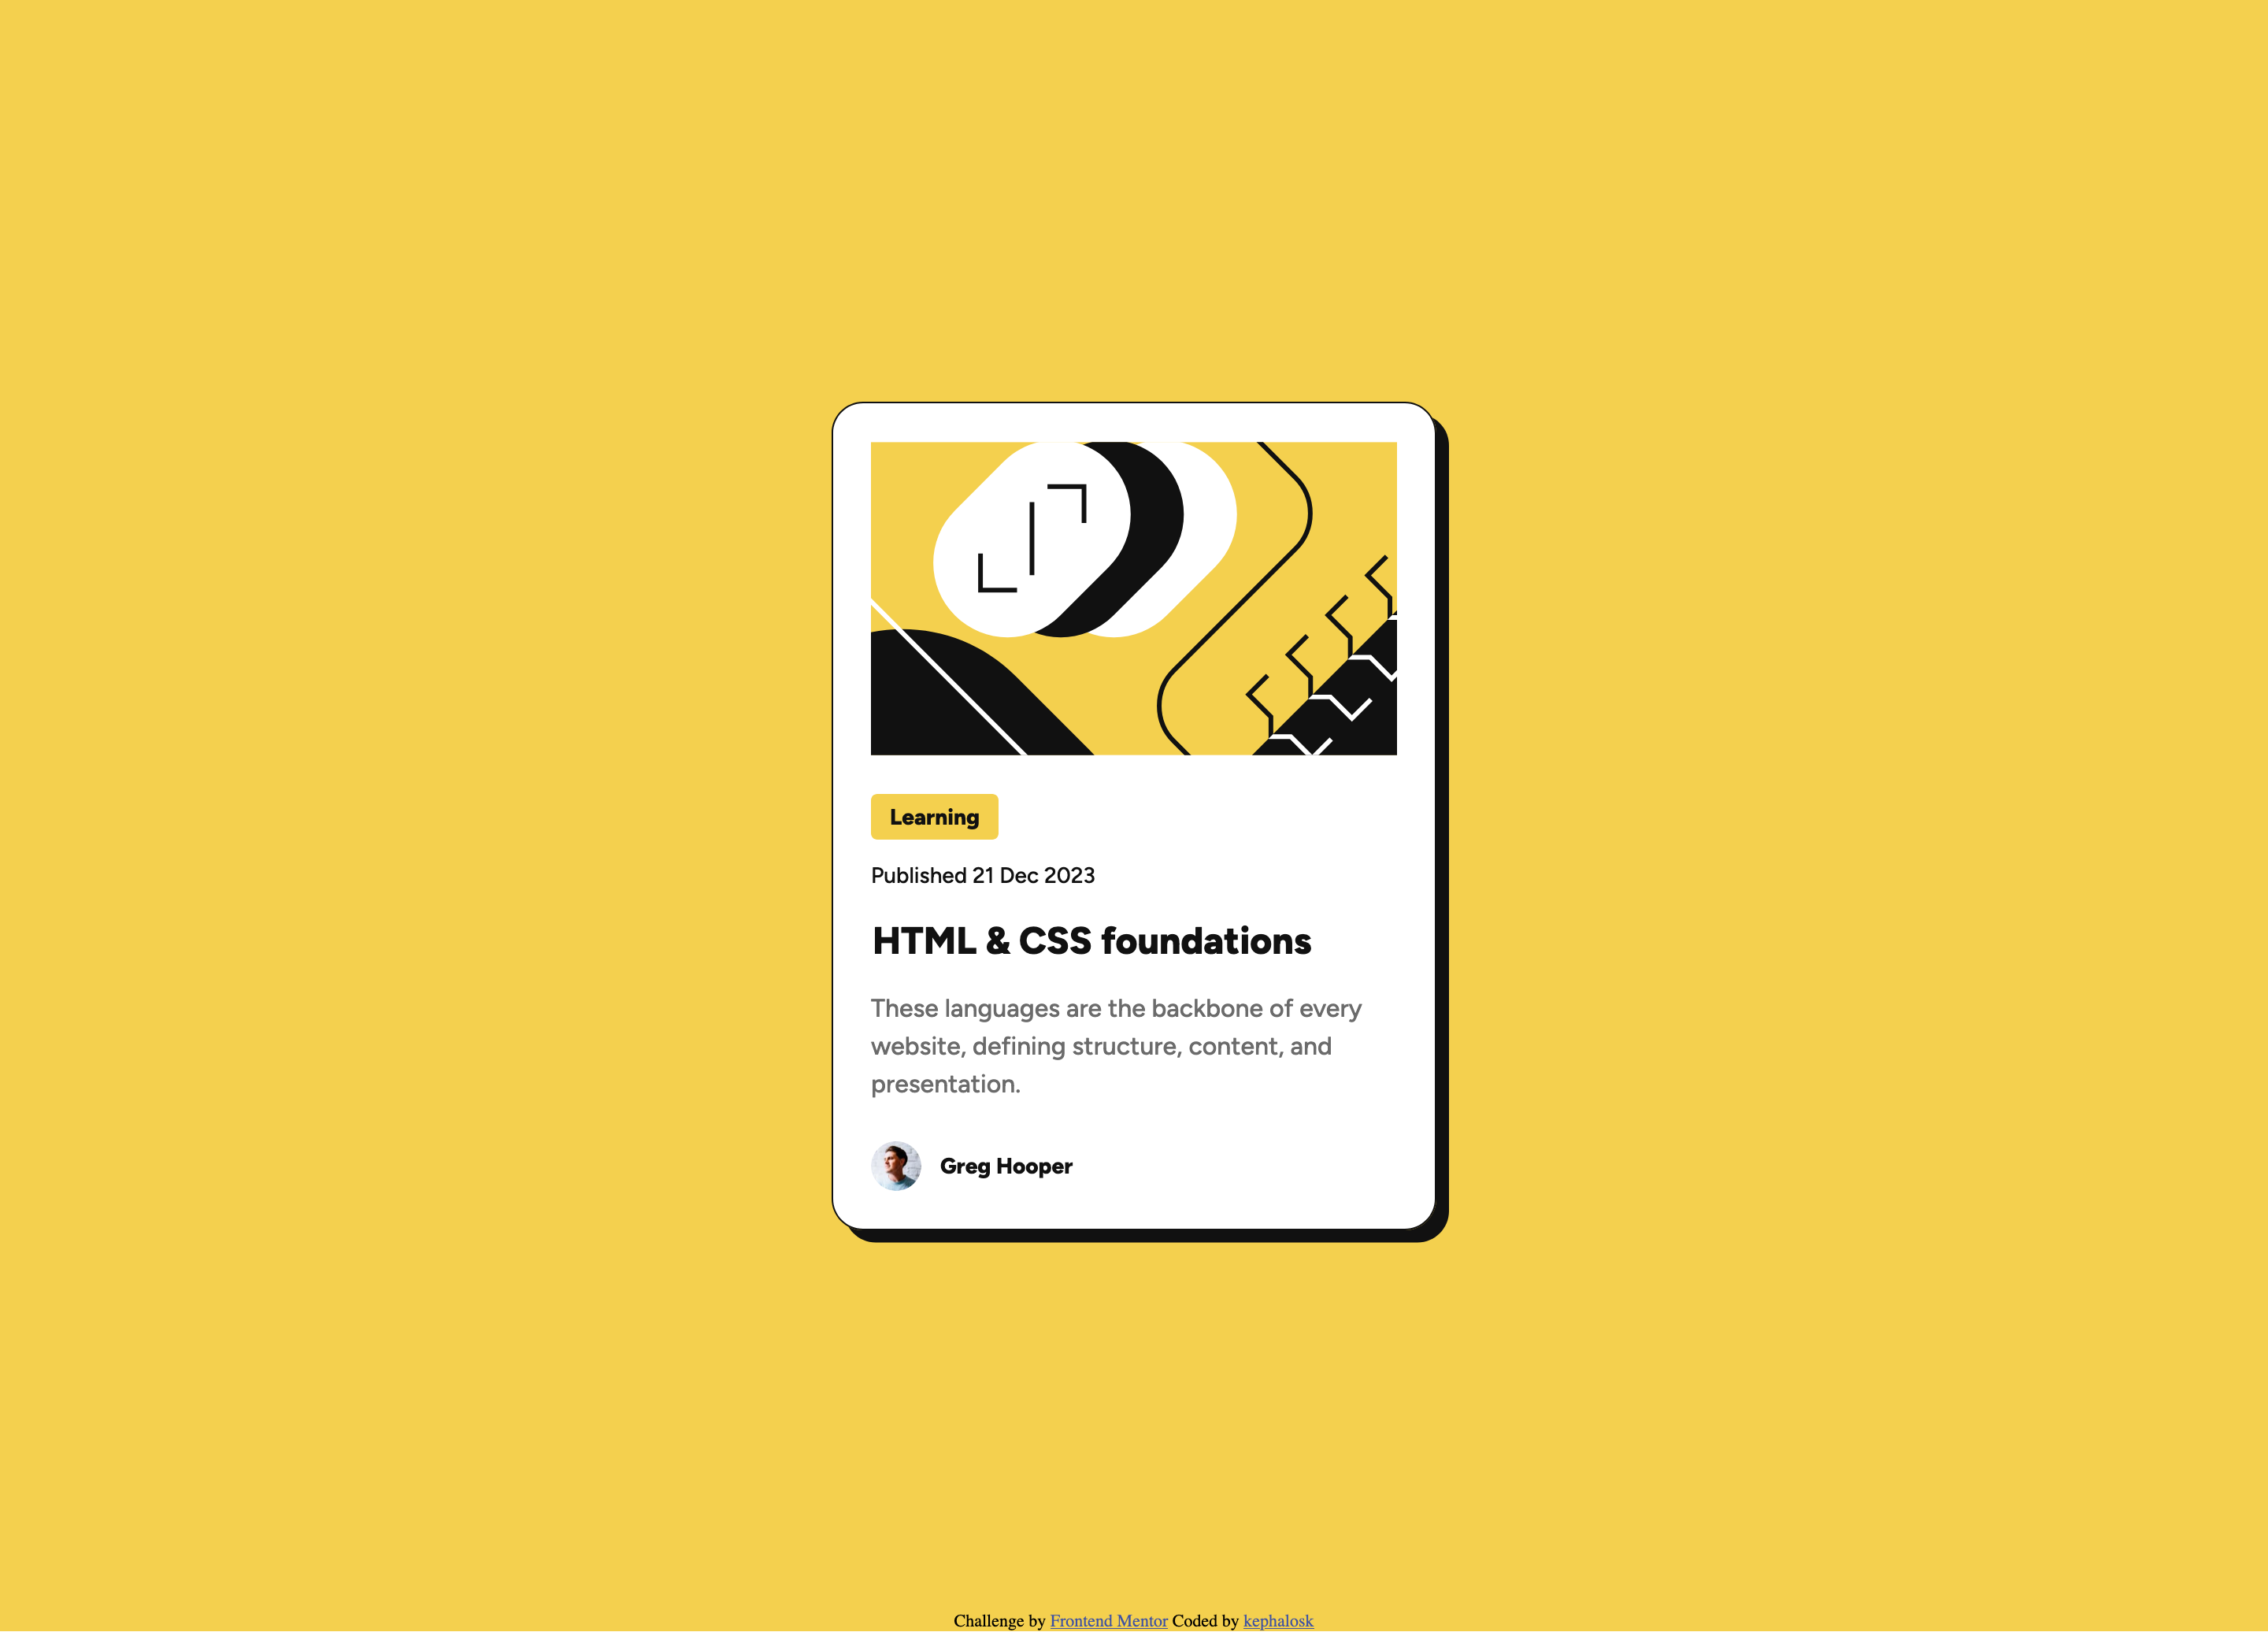 Learning
Published 21 Dec 2023
HTML & CSS foundations
These languages are the backbone of every
website, defining structure, content, and
presentation.
Greg Hooper
Challenge by Frontend Mentor Coded by kephalosk